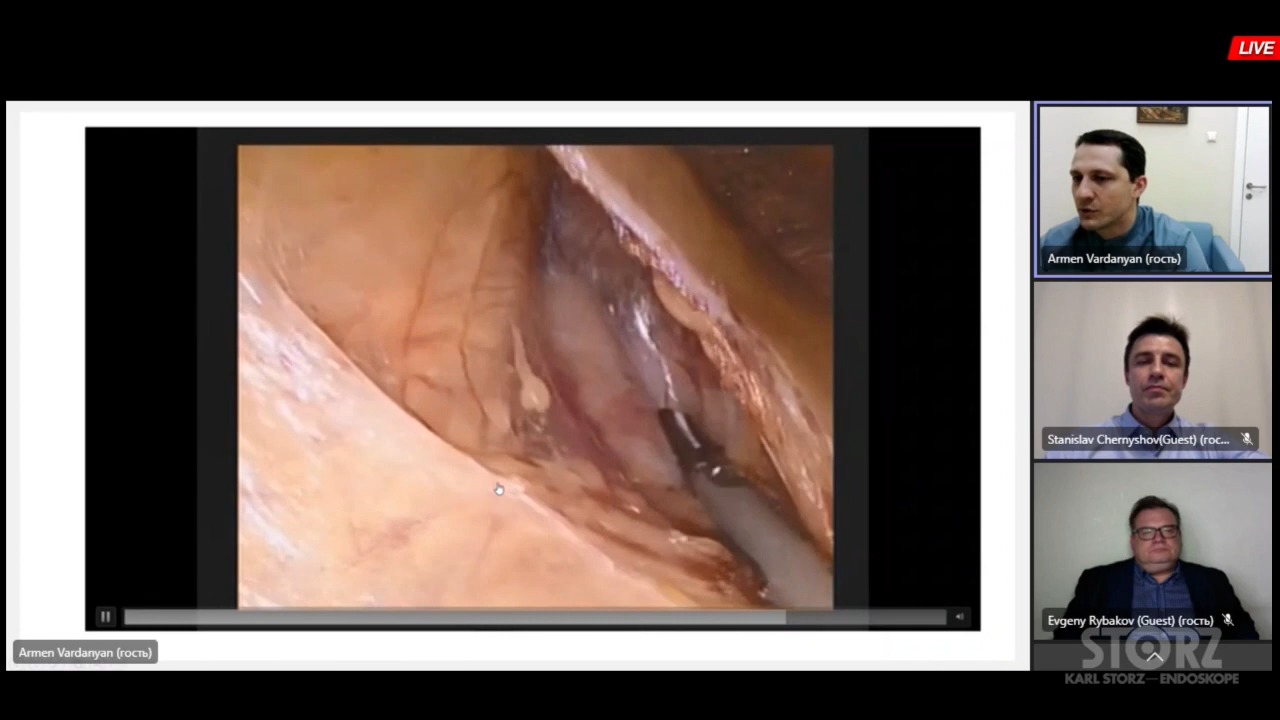 LIVE
Armen Vardanyan (гость)
Stanislav Chernyshov(Guest) (гос...
Evgeny Rybakov (Guest) (гость)
Armen Vardanyan (гость)
STORZ
KARL STORZ—ENDOSKOPE